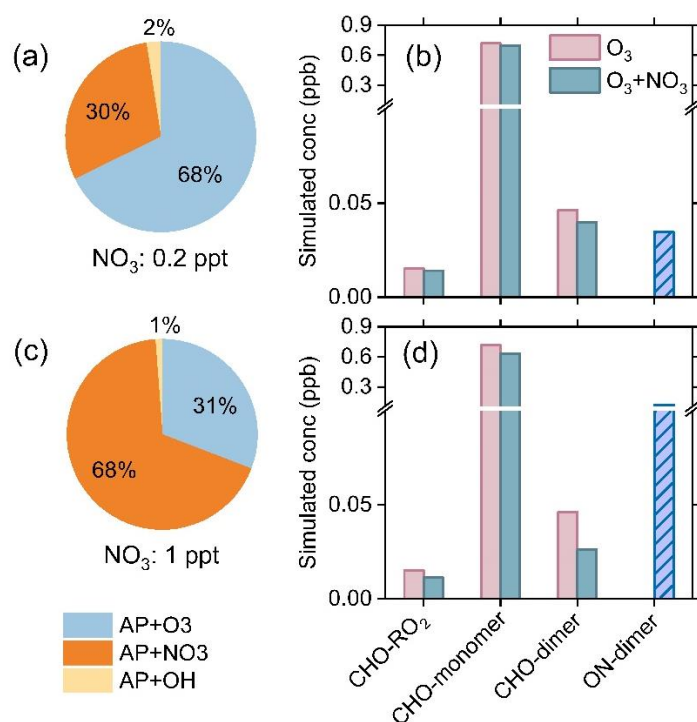 (a)
2%
30%
68%
NO₃: 0.2 ppt
(b)
O₃
O₃+NO₃
Simulated conc (ppb)
0.9
0.6
0.3
0.05
0.00
(c)
1%
31%
68%
NO₃: 1 ppt
(d)
Simulated conc (ppb)
0.9
0.6
0.3
0.05
0.00
CHO-RO₂
CHO-monomer
CHO-dimer
ON-dimer
AP+O3
AP+NO3
AP+OH